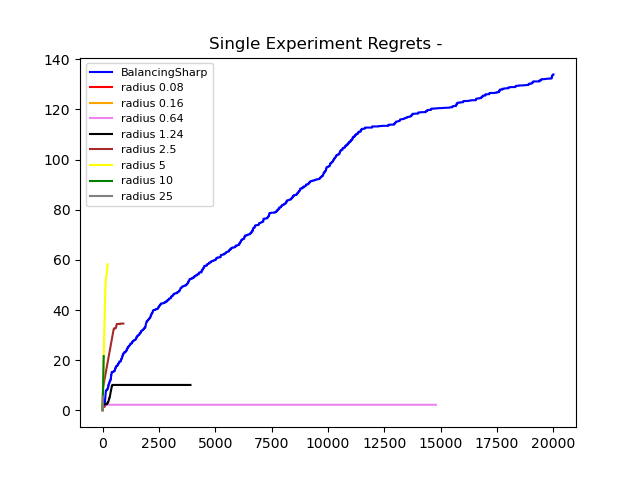 Single Experiment Regrets -
140
120
100
80
60
40
20
0
BalancingSharp
radius 0.08
radius 0.16
radius 0.64
radius 1.24
radius 2.5
radius 5
radius 10
radius 25
0 2500 5000 7500 10000 12500 15000 17500 20000